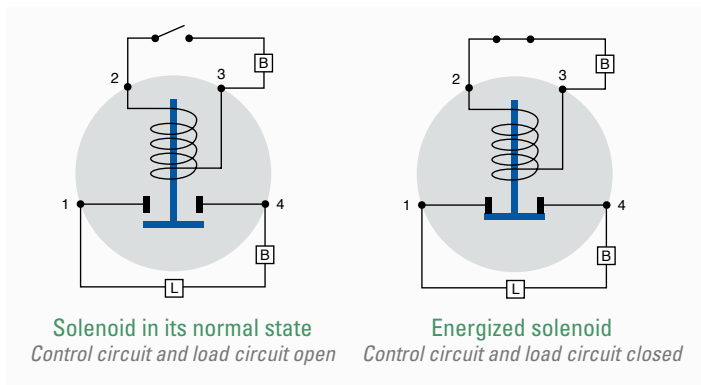 B
2
3
1
4
B
L
Solenoid in its normal state
Control circuit and load circuit open
B
2
3
1
4
B
L
Energized solenoid
Control circuit and load circuit closed